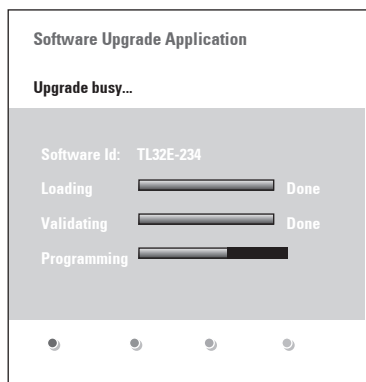 Software Upgrade Application
Upgrade busy...
Software Id: TL32E-234
Loading Done
Validating Done
Programming